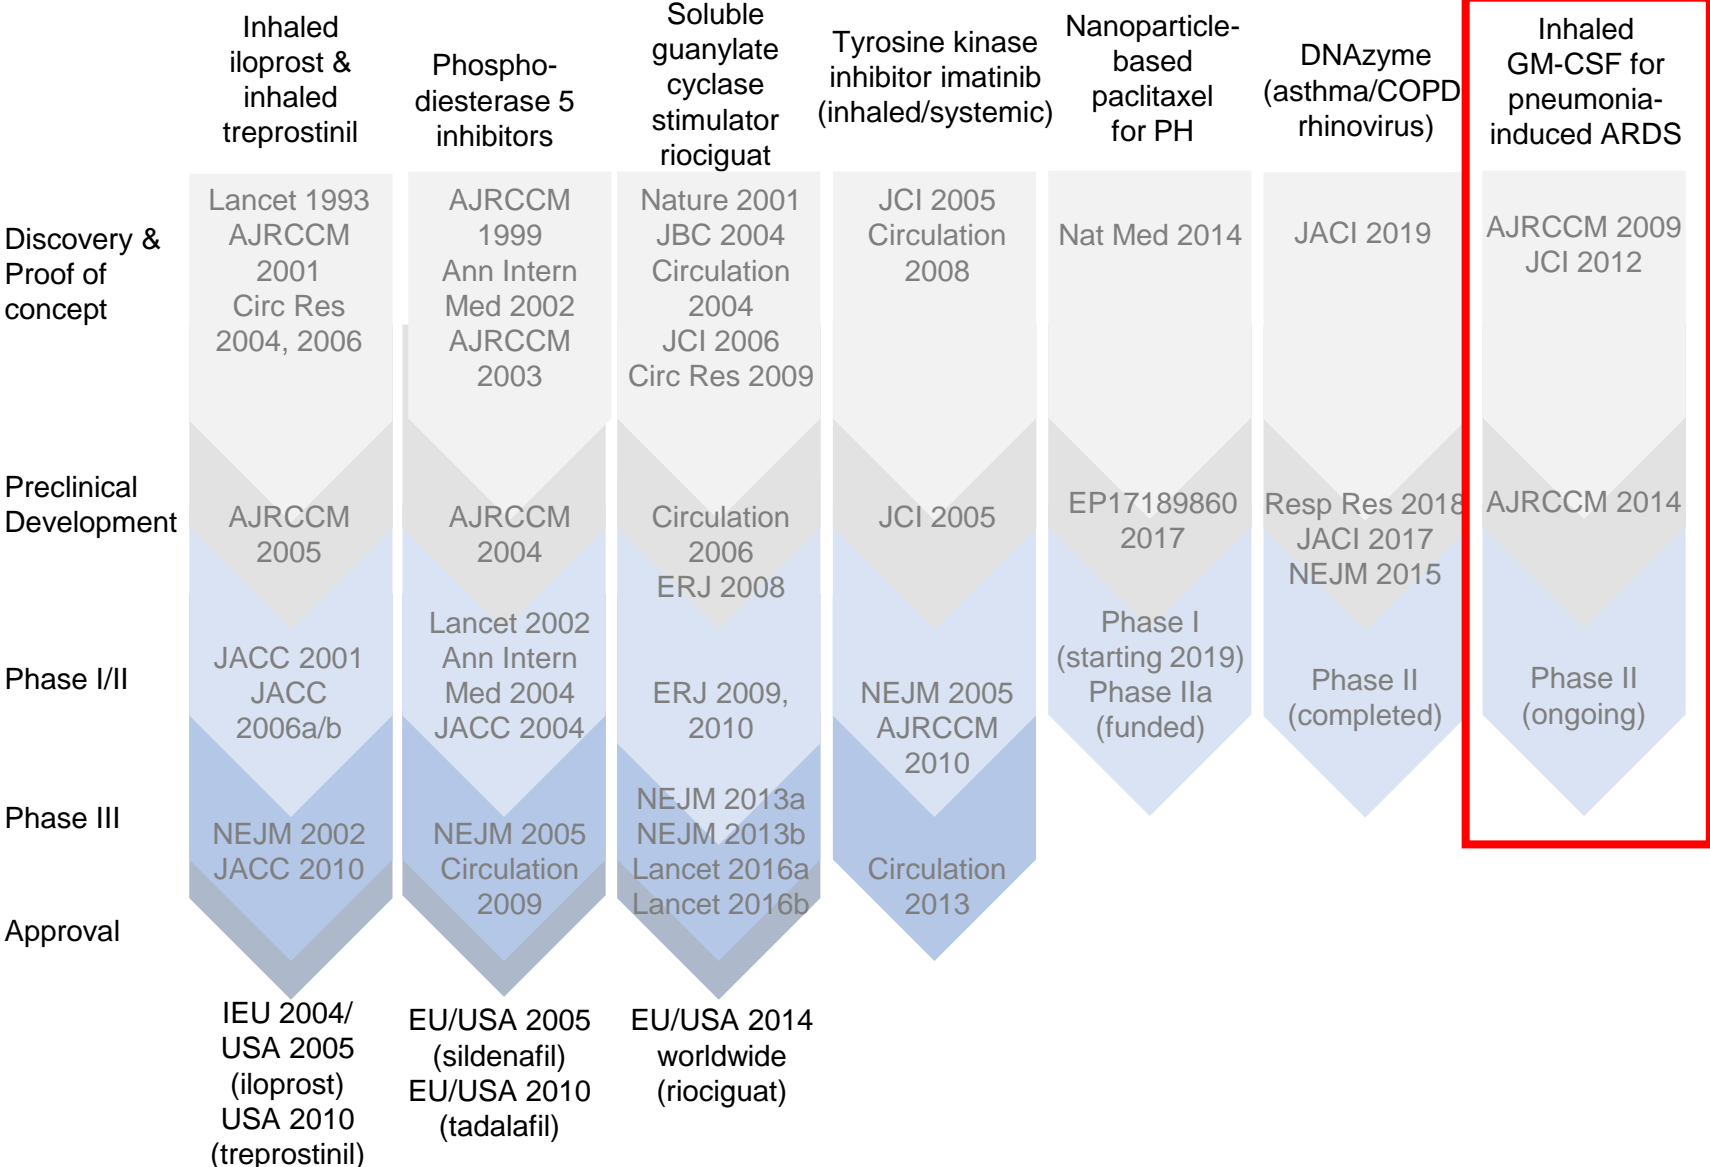 Inhaled
iloprost &
inhaled
treprostinil
Phospho-
diesterase 5
inhibitors
Soluble
guanylate
cyclase
stimulator
riociguat
Tyrosine kinase
inhibitor imatinib
(inhaled/systemic)
Nanoparticle-
based
paclitaxel
for PH
DNAzyme
(asthma/COPD
rhinovirus)
Inhaled
GM-CSF for
pneumonia-
induced ARDS
Discovery &
Proof of
concept
Lancet 1993
AJRCCM
2001
Circ Res
2004, 2006
AJRCCM
1999
Ann Intern
Med 2002
AJRCCM
2003
Nature 2001
JBC 2004
Circulation
2004
JCI 2006
Circ Res 2009
JCI 2005
Circulation
2008
Nat Med 2014
JACI 2019
AJRCCM 2009
JCI 2012
Preclinical
Development
AJRCCM
2005
AJRCCM
2004
Circulation
2006
ERJ 2008
JCI 2005
EP17189860
2017
Resp Res 2018
JACI 2017
NEJM 2015
AJRCCM 2014
Phase I/II
JACC 2001
JACC
2006a/b
Lancet 2002
Ann Intern
Med 2004
JACC 2004
ERJ 2009,
2010
NEJM 2005
AJRCCM
2010
Phase I
(starting 2019)
Phase IIa
(funded)
Phase II
(completed)
Phase II
(ongoing)
Phase III
NEJM 2002
JACC 2010
NEJM 2005
Circulation
2009
NEJM 2013a
NEJM 2013b
Lancet 2016a
Lancet 2016b
Circulation
2013
Approval
IEU 2004/
USA 2005
(iloprost)
USA 2010
(treprostinil)
EU/USA 2005
(sildenafil)
EU/USA 2010
(tadalafil)
EU/USA 2014
worldwide
(riociguat)